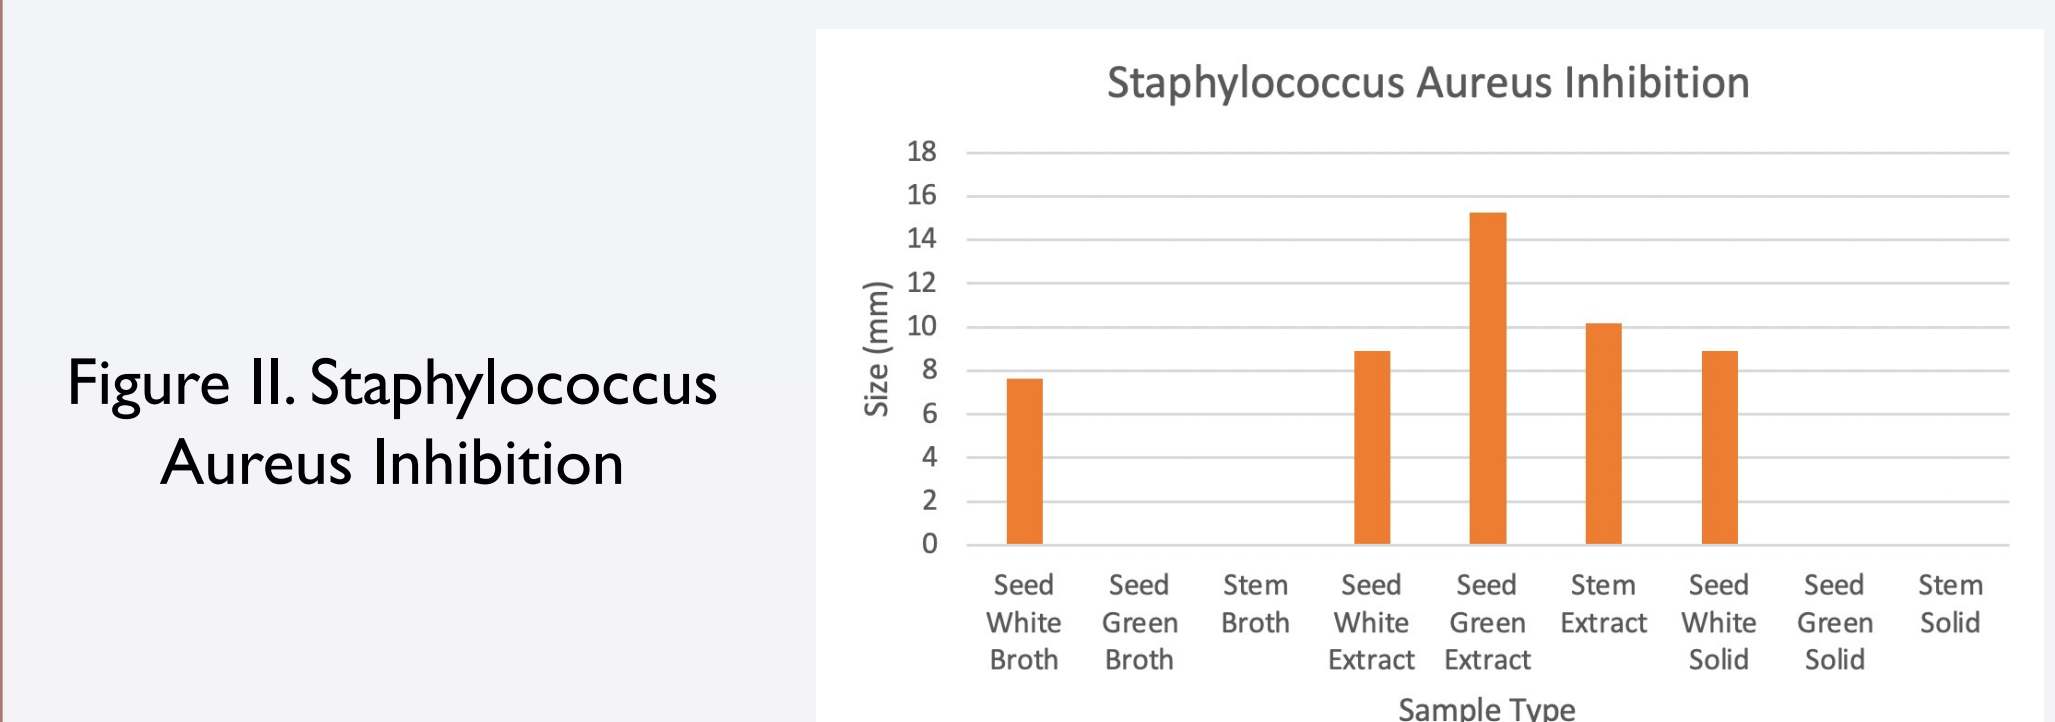 Figure II. Staphylococcus
Aureus Inhibition
Staphylococcus Aureus Inhibition
Size (mm)
18
16
14
12
10
8
6
4
2
0
Seed White Broth
Seed Green Broth
Stem Broth
Seed White Extract
Seed Green Extract
Stem Extract
Seed White Solid
Seed Green Solid
Stem Solid
Sample Type